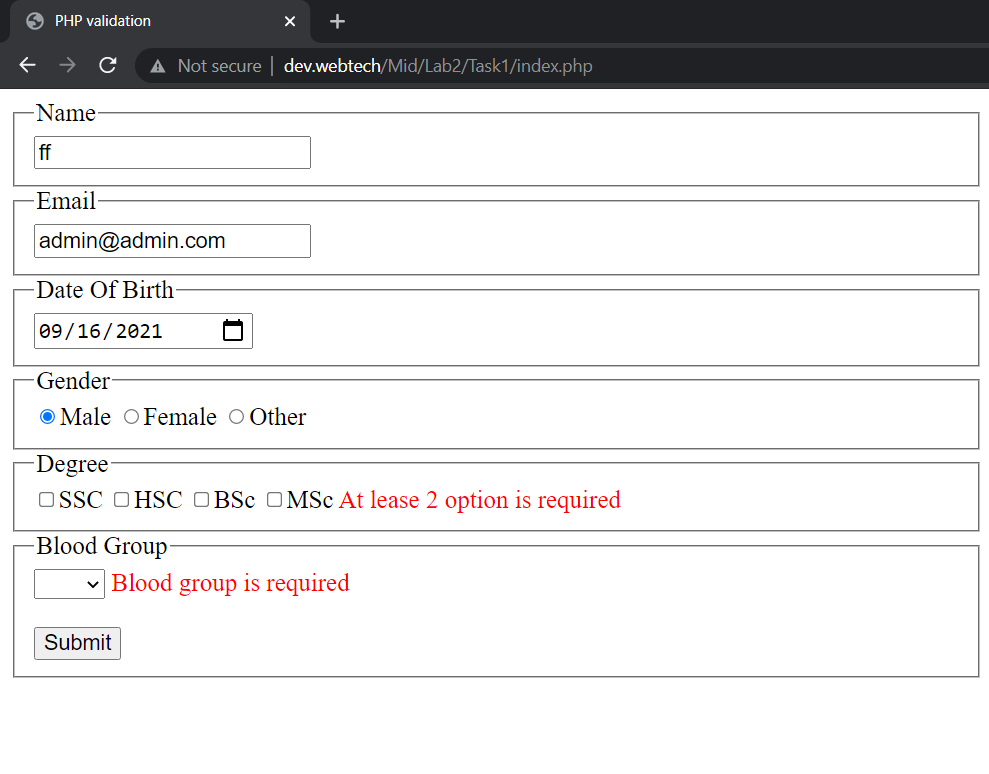 PHP validation
Not secure | dev.webtech/Mid/Lab2/Task1/index.php
Name
ff
Email
admin@admin.com
Date Of Birth
09/16/2021
Gender
Male Female Other
Degree
SSC HSC BSc MSc At lease 2 option is required
Blood Group
Blood group is required
Submit